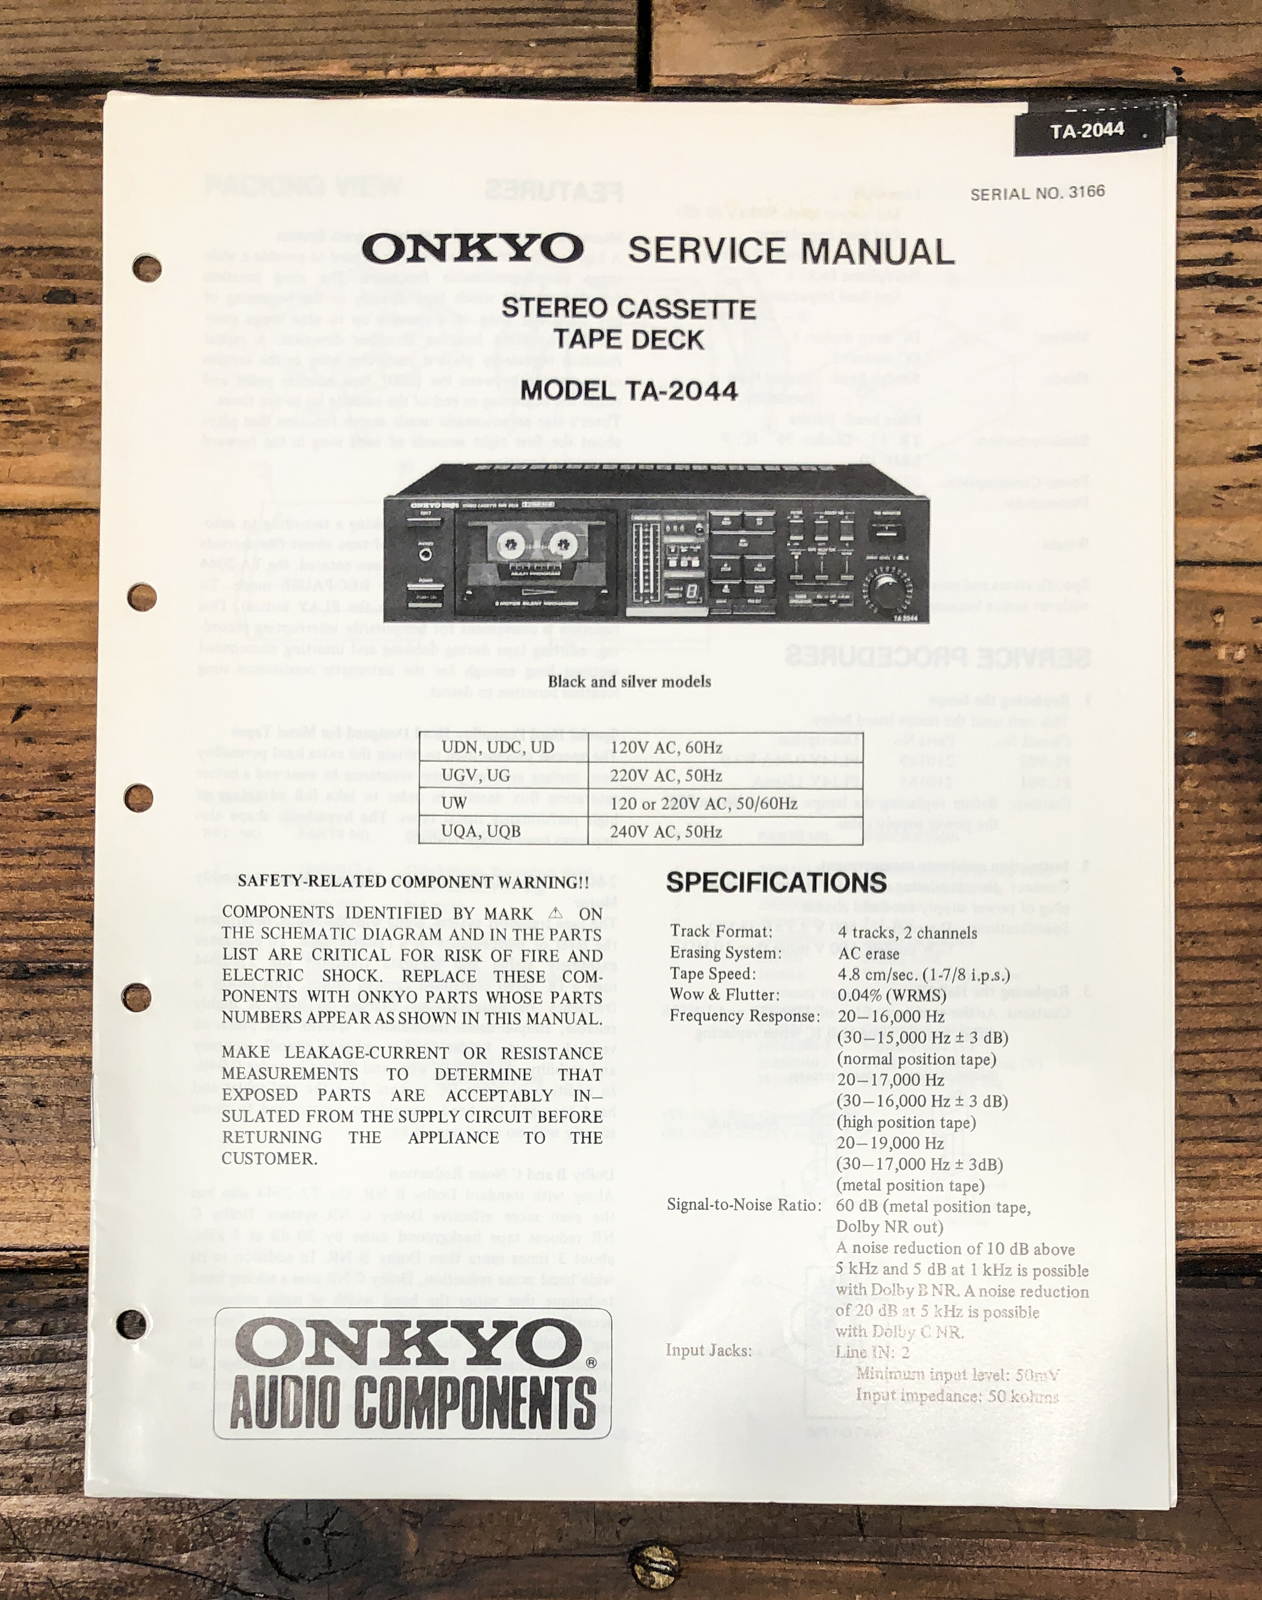 TA-2044
SERIAL NO. 3166
ONKYO SERVICE MANUAL
STEREO CASSETTE
TAPE DECK
MODEL TA-2044
ONKYO
TA 2044
Black and silver models
UDN, UDC, UD 120V AC, 60Hz
UGV, UG 220V AC, 50Hz
UW 120 or 220V AC, 50/60Hz
UQA, UQB 240V AC, 50Hz
SAFETY-RELATED COMPONENT WARNING!!
COMPONENTS IDENTIFIED BY MARK ⚠ ON
THE SCHEMATIC DIAGRAM AND IN THE PARTS
LIST ARE CRITICAL FOR RISK OF FIRE AND
ELECTRIC SHOCK. REPLACE THESE COM-
PONENTS WITH ONKYO PARTS WHOSE PARTS
NUMBERS APPEAR AS SHOWN IN THIS MANUAL.
MAKE LEAKAGE-CURRENT OR RESISTANCE
MEASUREMENTS TO DETERMINE THAT
EXPOSED PARTS ARE ACCEPTABLY IN-
SULATED FROM THE SUPPLY CIRCUIT BEFORE
RETURNING THE APPLIANCE TO THE
CUSTOMER.
ONKYO®
AUDIO COMPONENTS
SPECIFICATIONS
Track Format: 4 tracks, 2 channels
Erasing System: AC erase
Tape Speed: 4.8 cm/sec. (1-7/8 i.p.s.)
Wow & Flutter: 0.04% (WRMS)
Frequency Response: 20–16,000 Hz
(30–15,000 Hz ± 3 dB)
(normal position tape)
20–17,000 Hz
(30–16,000 Hz ± 3 dB)
(high position tape)
20–19,000 Hz
(30–17,000 Hz ± 3dB)
(metal position tape)
Signal-to-Noise Ratio: 60 dB (metal position tape,
Dolby NR out)
A noise reduction of 10 dB above
5 kHz and 5 dB at 1 kHz is possible
with Dolby B NR. A noise reduction
of 20 dB at 5 kHz is possible
with Dolby C NR.
Input Jacks: Line IN: 2
Minimum input level: 50mV
Input impedance: 50 kohms